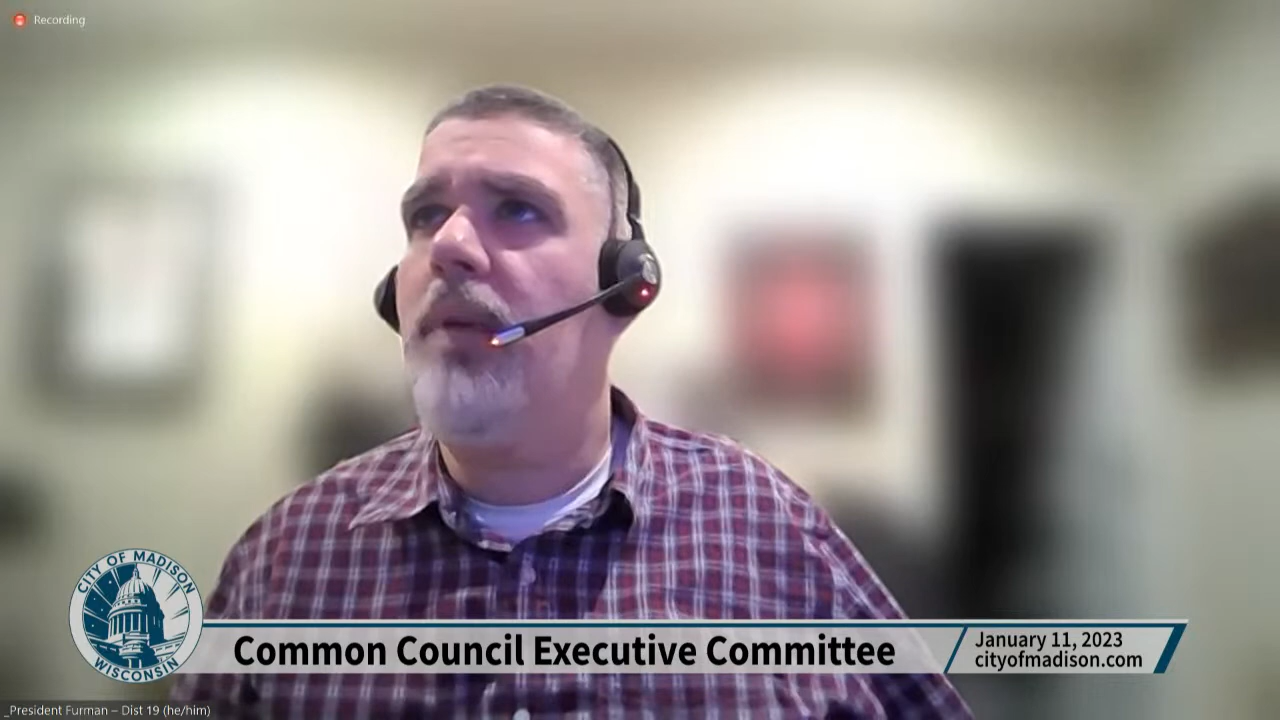 Recording
CITY OF MADISON
WISCONSIN
Common Council Executive Committee
January 11, 2023
cityofmadison.com
_President Furman – Dist 19 (he/him)